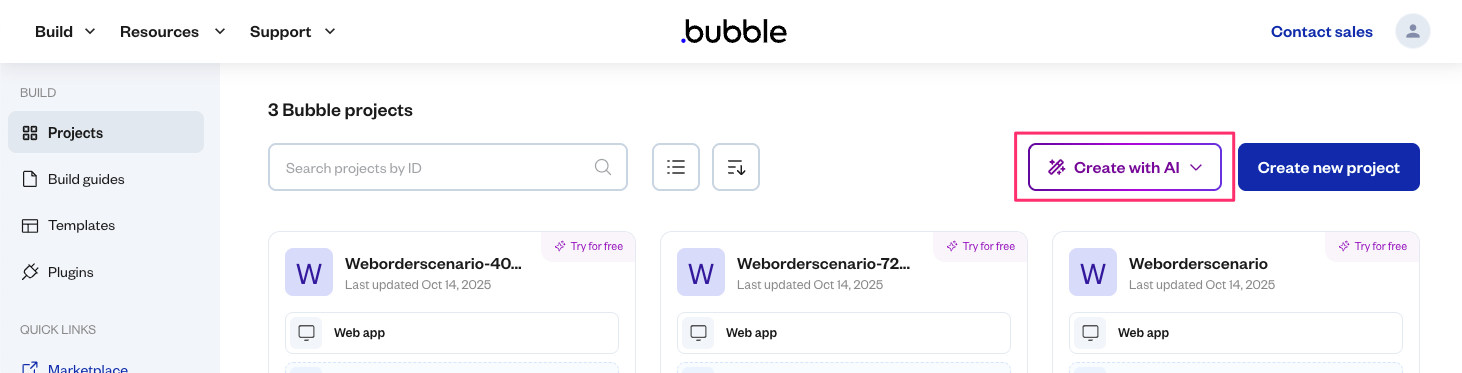 Build Resources Support .bubble Contact sales
BUILD
Projects
Build guides
Templates
Plugins
QUICK LINKS
Marketplace
3 Bubble projects
Search projects by ID
Create with AI
Create new project
Try for free
W
Weborderscenario-40...
Last updated Oct 14, 2025
Web app
Try for free
W
Weborderscenario-72...
Last updated Oct 14, 2025
Web app
Try for free
W
Weborderscenario
Last updated Oct 14, 2025
Web app